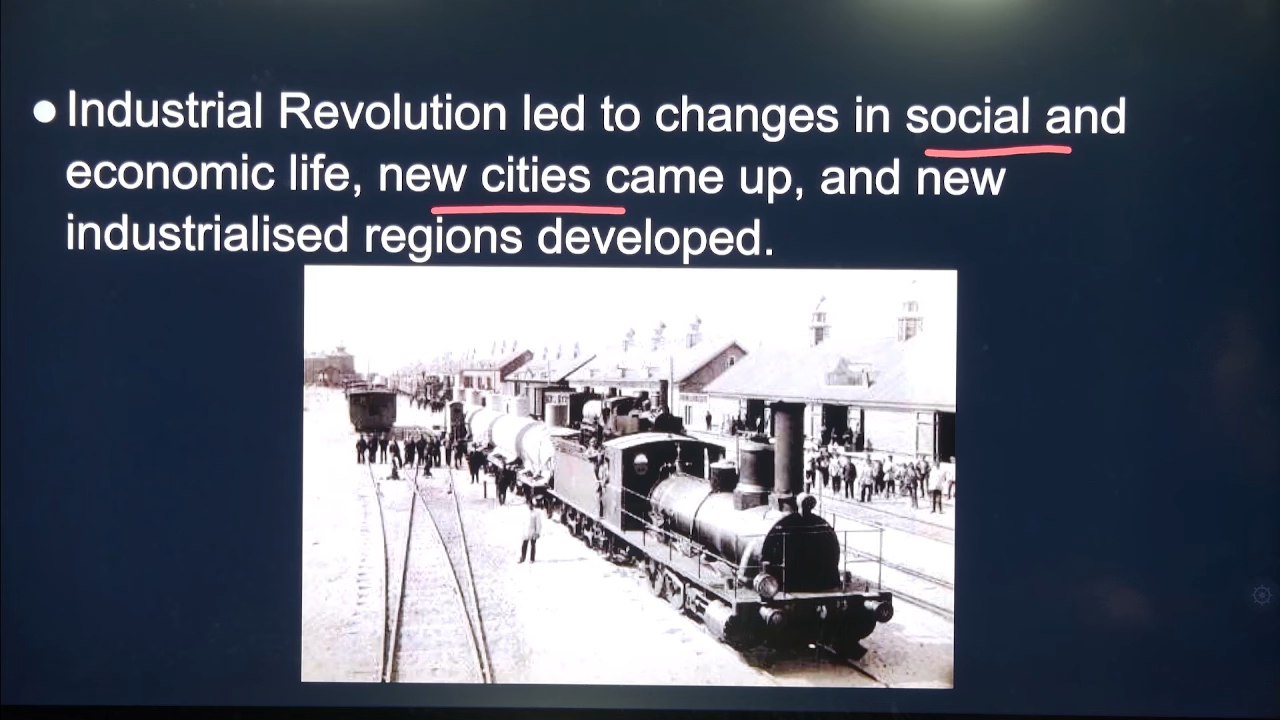 • Industrial Revolution led to changes in social and
economic life, new cities came up, and new
industrialised regions developed.